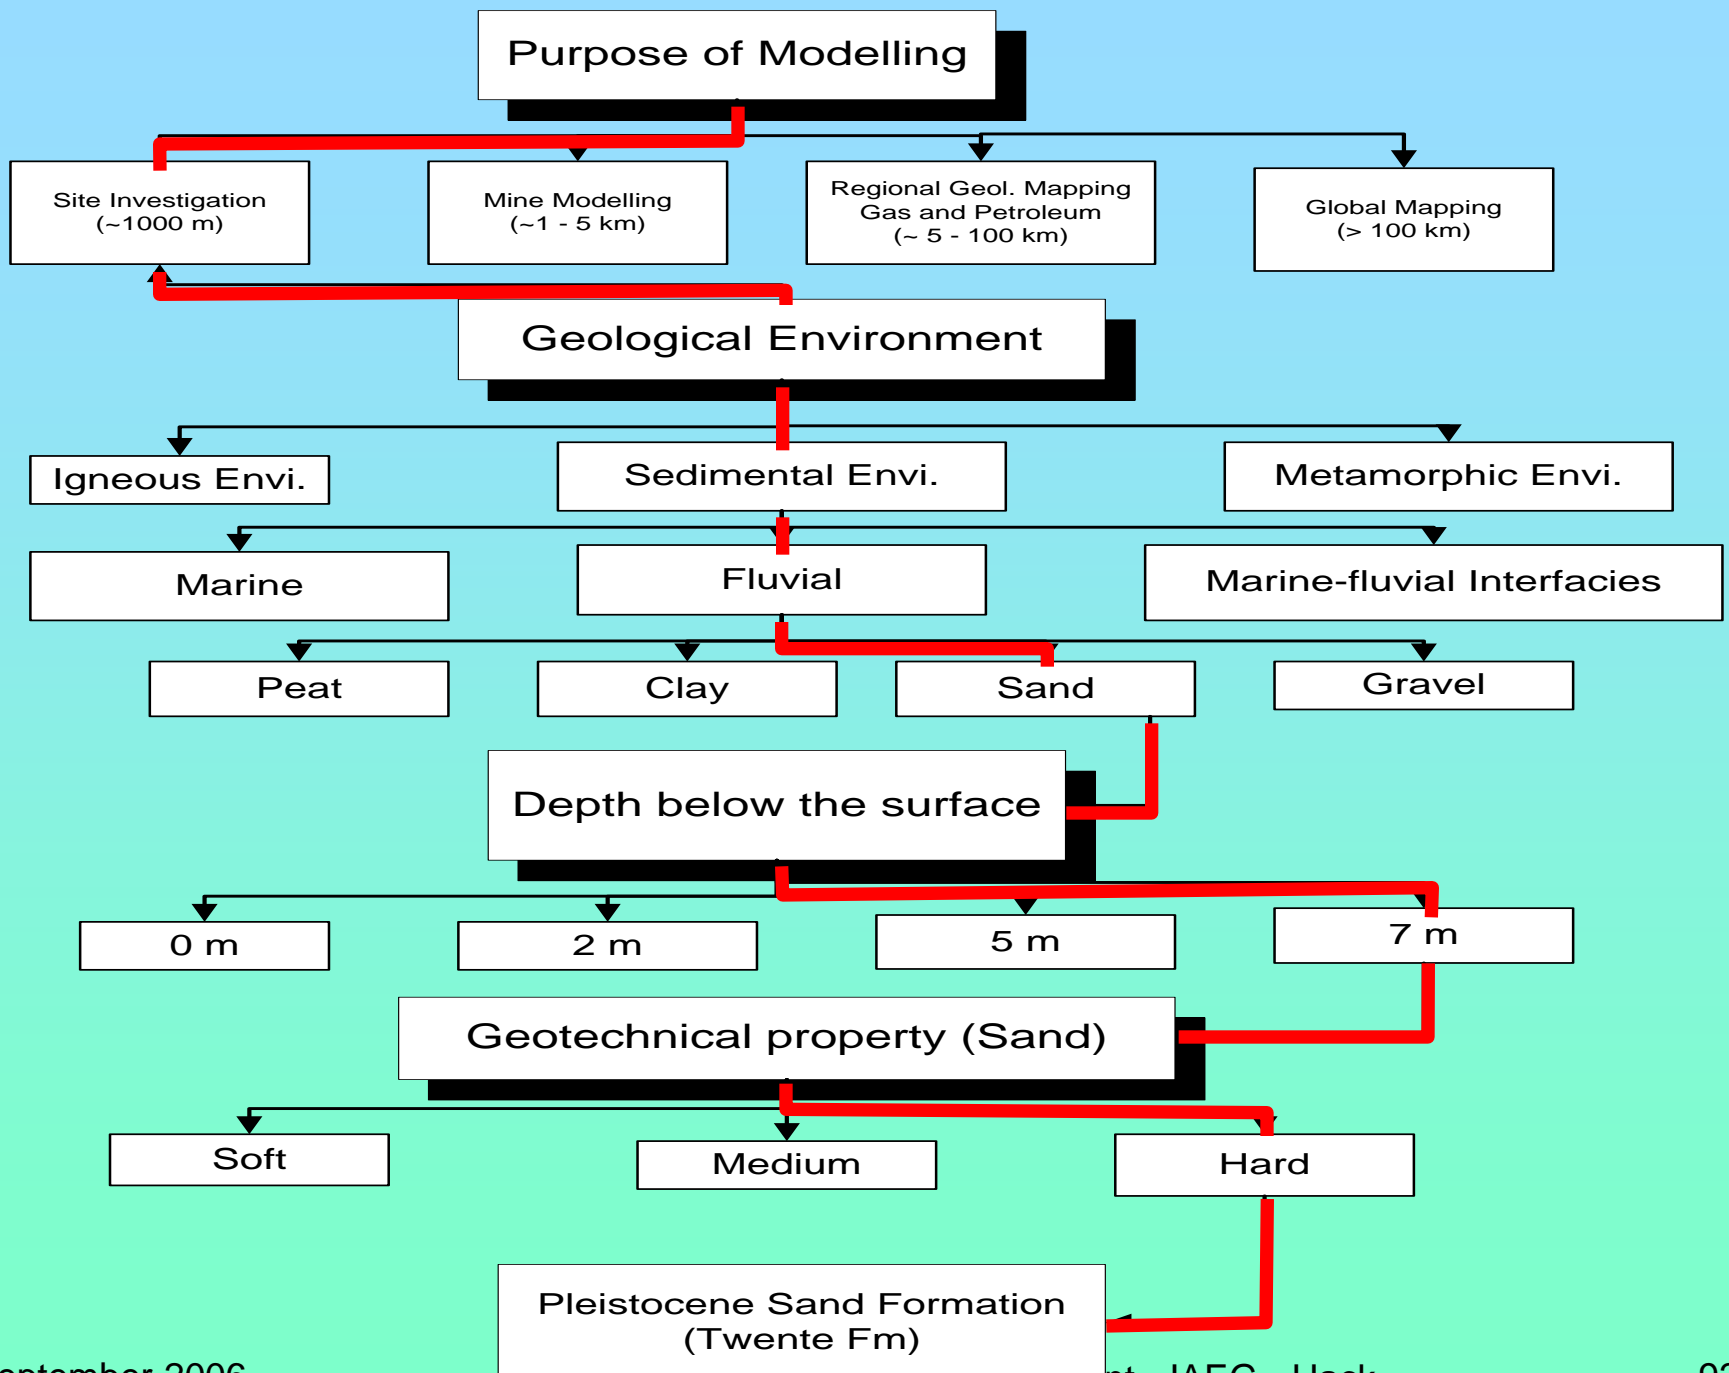 Purpose of Modelling
Site Investigation
(~1000 m)
Mine Modelling
(~1 - 5 km)
Regional Geol. Mapping
Gas and Petroleum
(~ 5 - 100 km)
Global Mapping
(> 100 km)
Geological Environment
Igneous Envi.
Sedimental Envi.
Metamorphic Envi.
Marine
Fluvial
Marine-fluvial Interfacies
Peat
Clay
Sand
Gravel
Depth below the surface
0 m
2 m
5 m
7 m
Geotechnical property (Sand)
Soft
Medium
Hard
Pleistocene Sand Formation
(Twente Fm)
2006
Hack